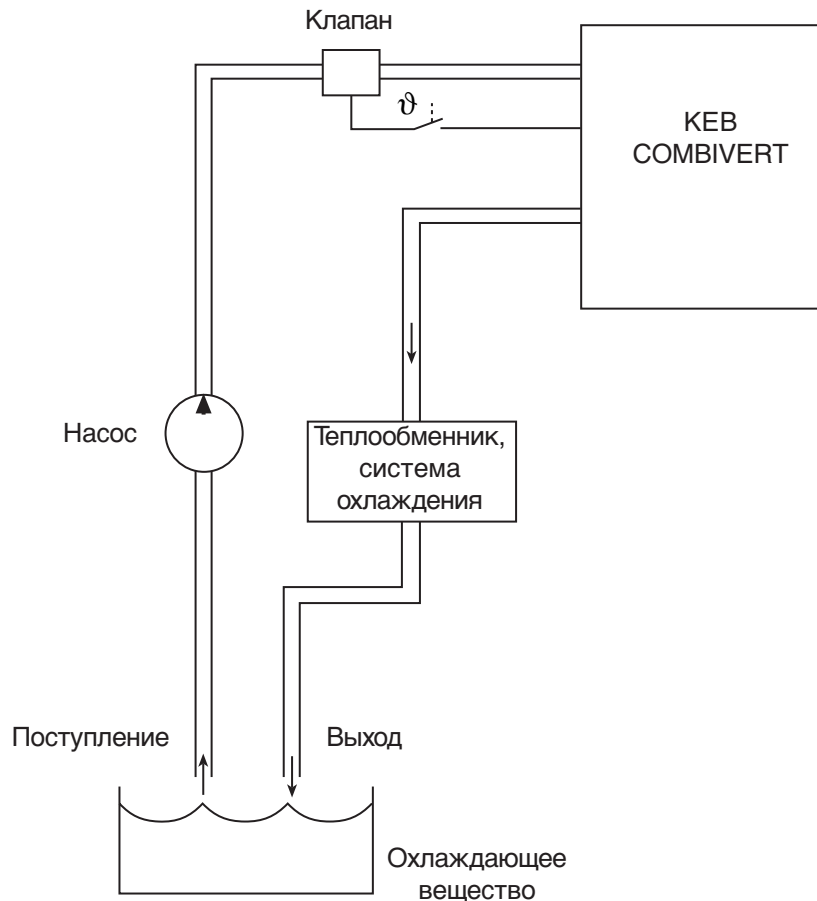 Клапан
ϑ
KEB
COMBIVERT
Насос
Теплообменник,
система
охлаждения
Поступление
Выход
Охлаждающее
вещество